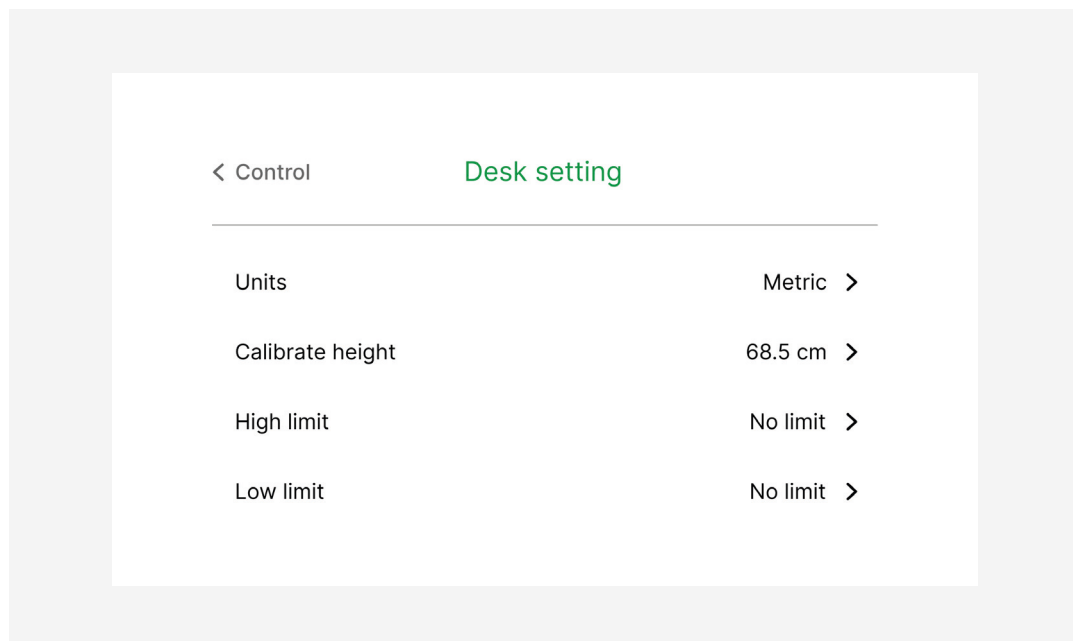 Control
Desk setting
Units Metric
Calibrate height 68.5 cm
High limit No limit
Low limit No limit